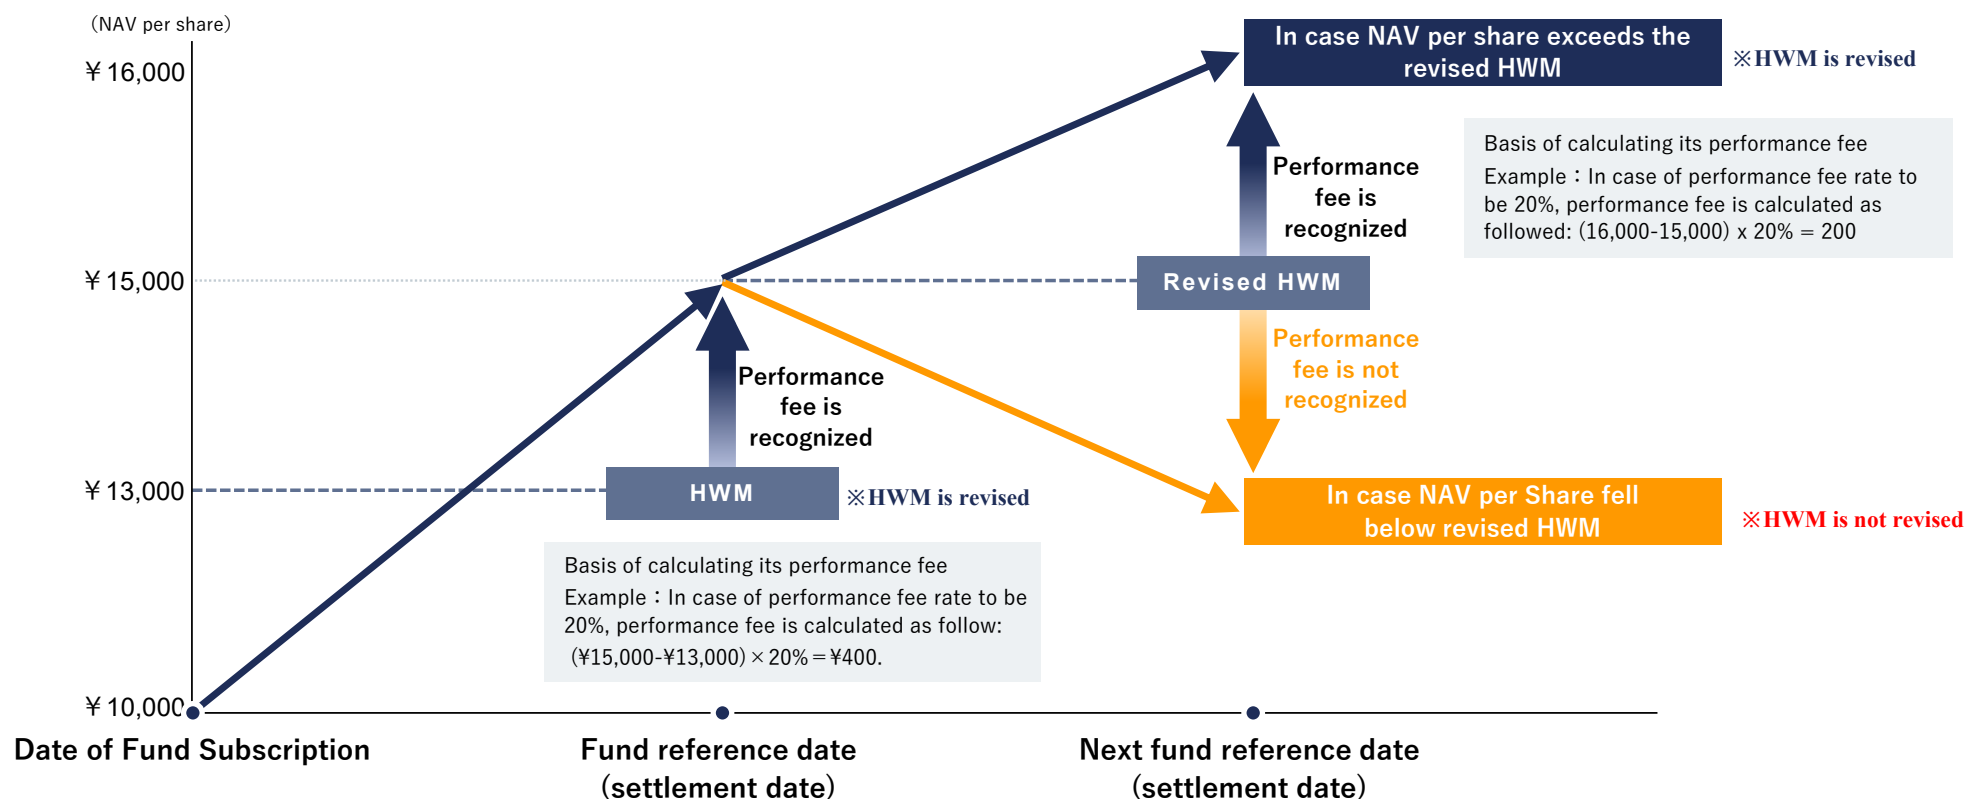 （NAV per share）
¥ 16,000
¥ 15,000
¥ 13,000
¥ 10,000
In case NAV per share exceeds the
revised HWM
※HWM is revised
Basis of calculating its performance fee
Example：In case of performance fee rate to
be 20%, performance fee is calculated as
followed: (16,000-15,000) x 20% = 200
Performance
fee is
recognized
Revised HWM
Performance
fee is not
recognized
Performance
fee is
recognized
HWM
※HWM is revised
In case NAV per Share fell
below revised HWM
※HWM is not revised
Basis of calculating its performance fee
Example：In case of performance fee rate to be
20%, performance fee is calculated as follow:
(¥15,000-¥13,000)×20%＝¥400.
Date of Fund Subscription
Fund reference date
(settlement date)
Next fund reference date
(settlement date)